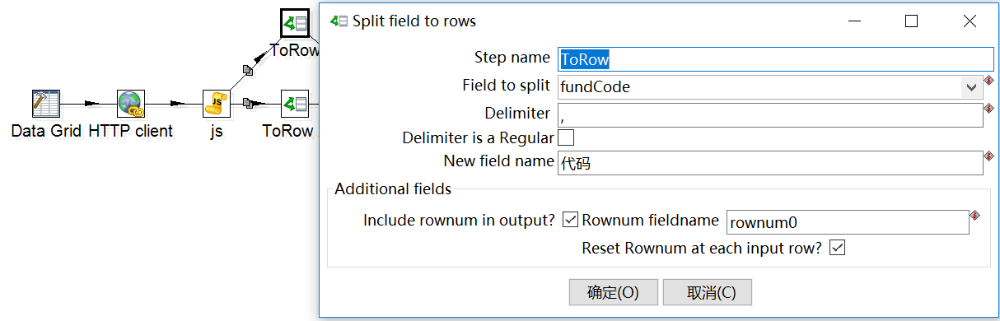 ToRow
Data Grid
HTTP client
js
ToRow
JS
Split field to rows
Step name ToRow
Field to split fundCode
Delimiter ,
Delimiter is a Regular
New field name 代码
Additional fields
Include rownum in output? Rownum fieldname rownum0
Reset Rownum at each input row?
确定(O) 取消(C)